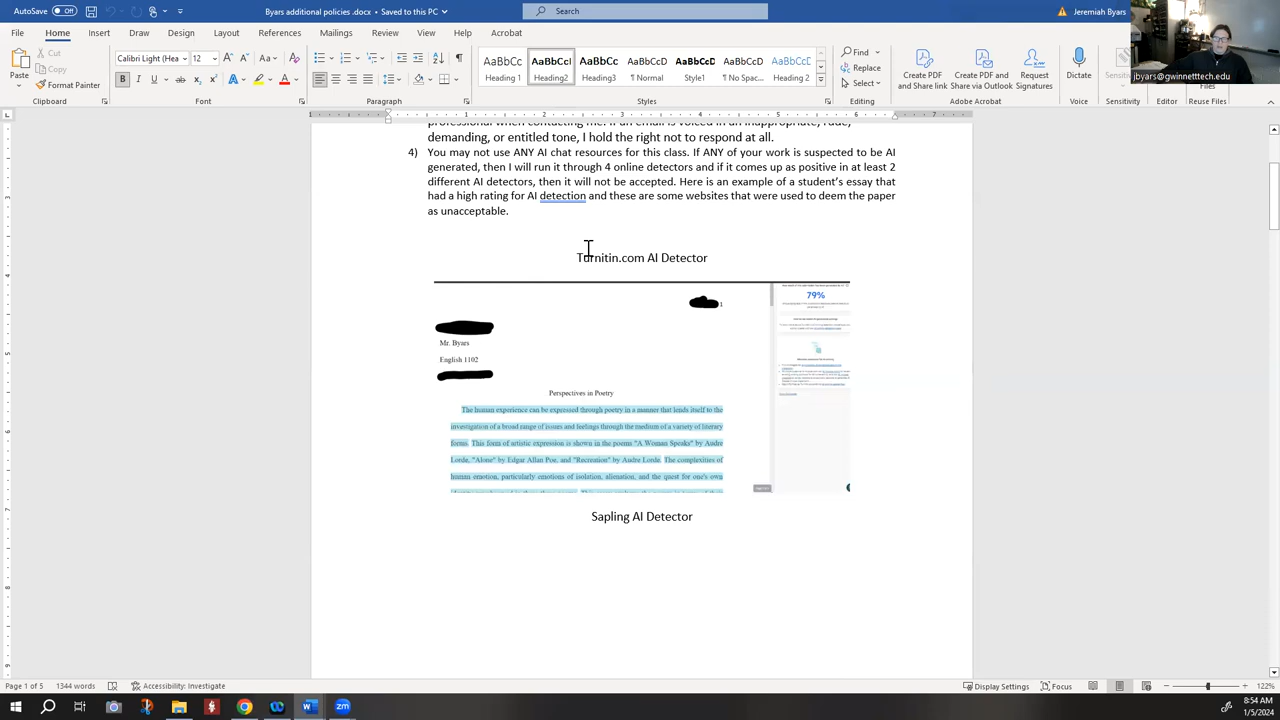 AutoSave Off
Byars additional policies .docx • Saved to this PC
Search
Jeremiah Byars
File Home Insert Draw Design Layout References Mailings Review View Help Acrobat
Paste
Cut
Copy
Format Painter
Clipboard
Calibri Light (Hea 12
Font
Paragraph
AaBbCc AaBbCcI AaBbCc AaBbCcI AaBbCc AaBbCcI AaBbCcI
Heading 1 Heading2 Heading3 ¶ Normal Style1 ¶ No Spac... Heading 2
Styles
Find
Replace
Select
Editing
Create PDF and Share link
Create PDF and Share via Outlook
Request Signatures
Adobe Acrobat
Dictate
Voice
Sensitivity
Sensitivity
Editor
Files
Reuse Files
jbyars@gwinnetttech.edu
professional when contacting me. If an email is voiced in an inappropriate, rude,
demanding, or entitled tone, I hold the right not to respond at all.
4) You may not use ANY AI chat resources for this class. If ANY of your work is suspected to be AI
generated, then I will run it through 4 online detectors and if it comes up as positive in at least 2
different AI detectors, then it will not be accepted. Here is an example of a student's essay that
had a high rating for AI detection and these are some websites that were used to deem the paper
as unacceptable.
Turnitin.com AI Detector
1
79%
Mr. Byars
English 1102
Perspectives in Poetry
The human experience can be expressed through poetry in a manner that lends itself to the
investigation of a broad range of issues and feelings through the medium of a variety of literary
forms. This form of artistic expression is shown in the poems "A Woman Speaks" by Audre
Lorde, "Alone" by Edgar Allan Poe, and "Recreation" by Audre Lorde. The complexities of
human emotion, particularly emotions of isolation, alienation, and the quest for one's own
Sapling AI Detector
Page 1 of 5 1344 words Accessibility: Investigate
Display Settings Focus 122%
8:54 AM
1/5/2024